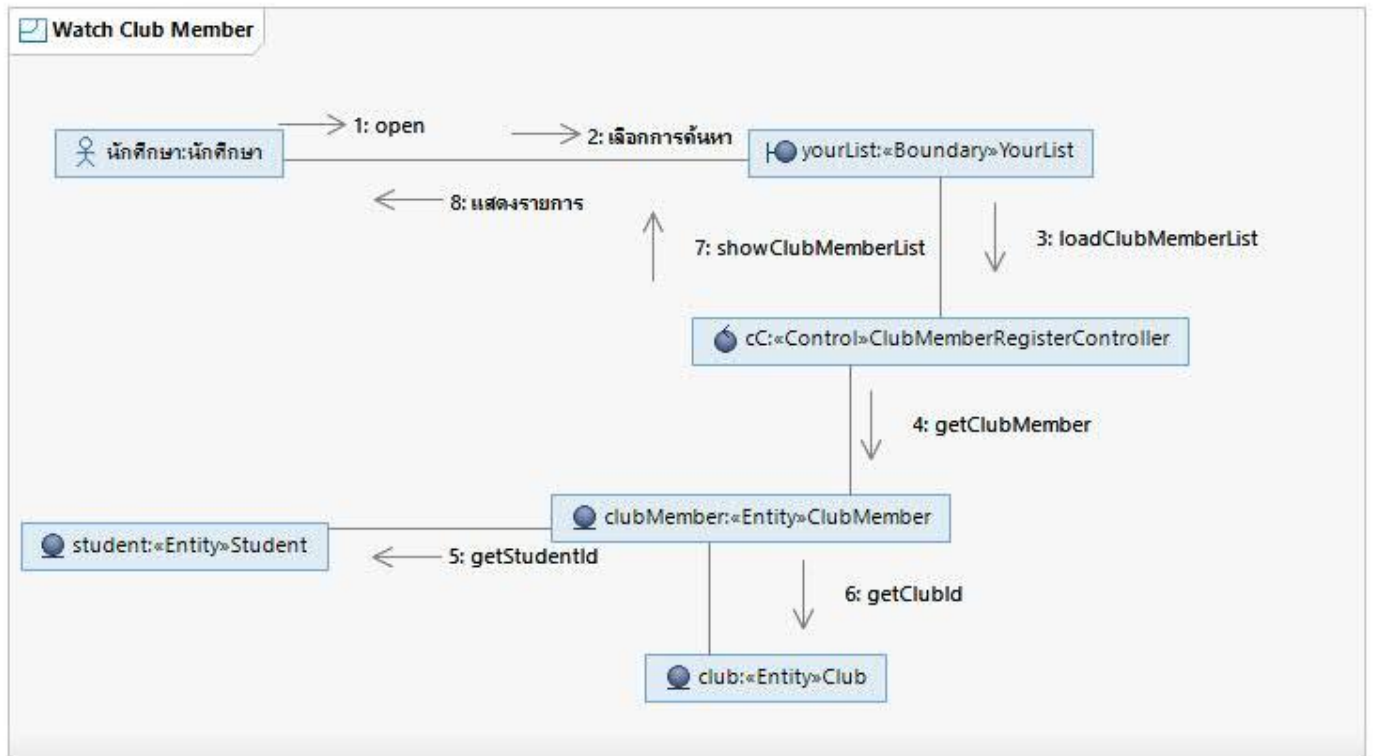 Watch Club Member
1: open
2: เลือกการค้นหา
นักศึกษา:นักศึกษา
yourList:«Boundary»YourList
8: แสดงรายการ
7: showClubMemberList
3: loadClubMemberList
cC:«Control»ClubMemberRegisterController
4: getClubMember
clubMember:«Entity»ClubMember
student:«Entity»Student
5: getStudentId
6: getClubId
club:«Entity»Club